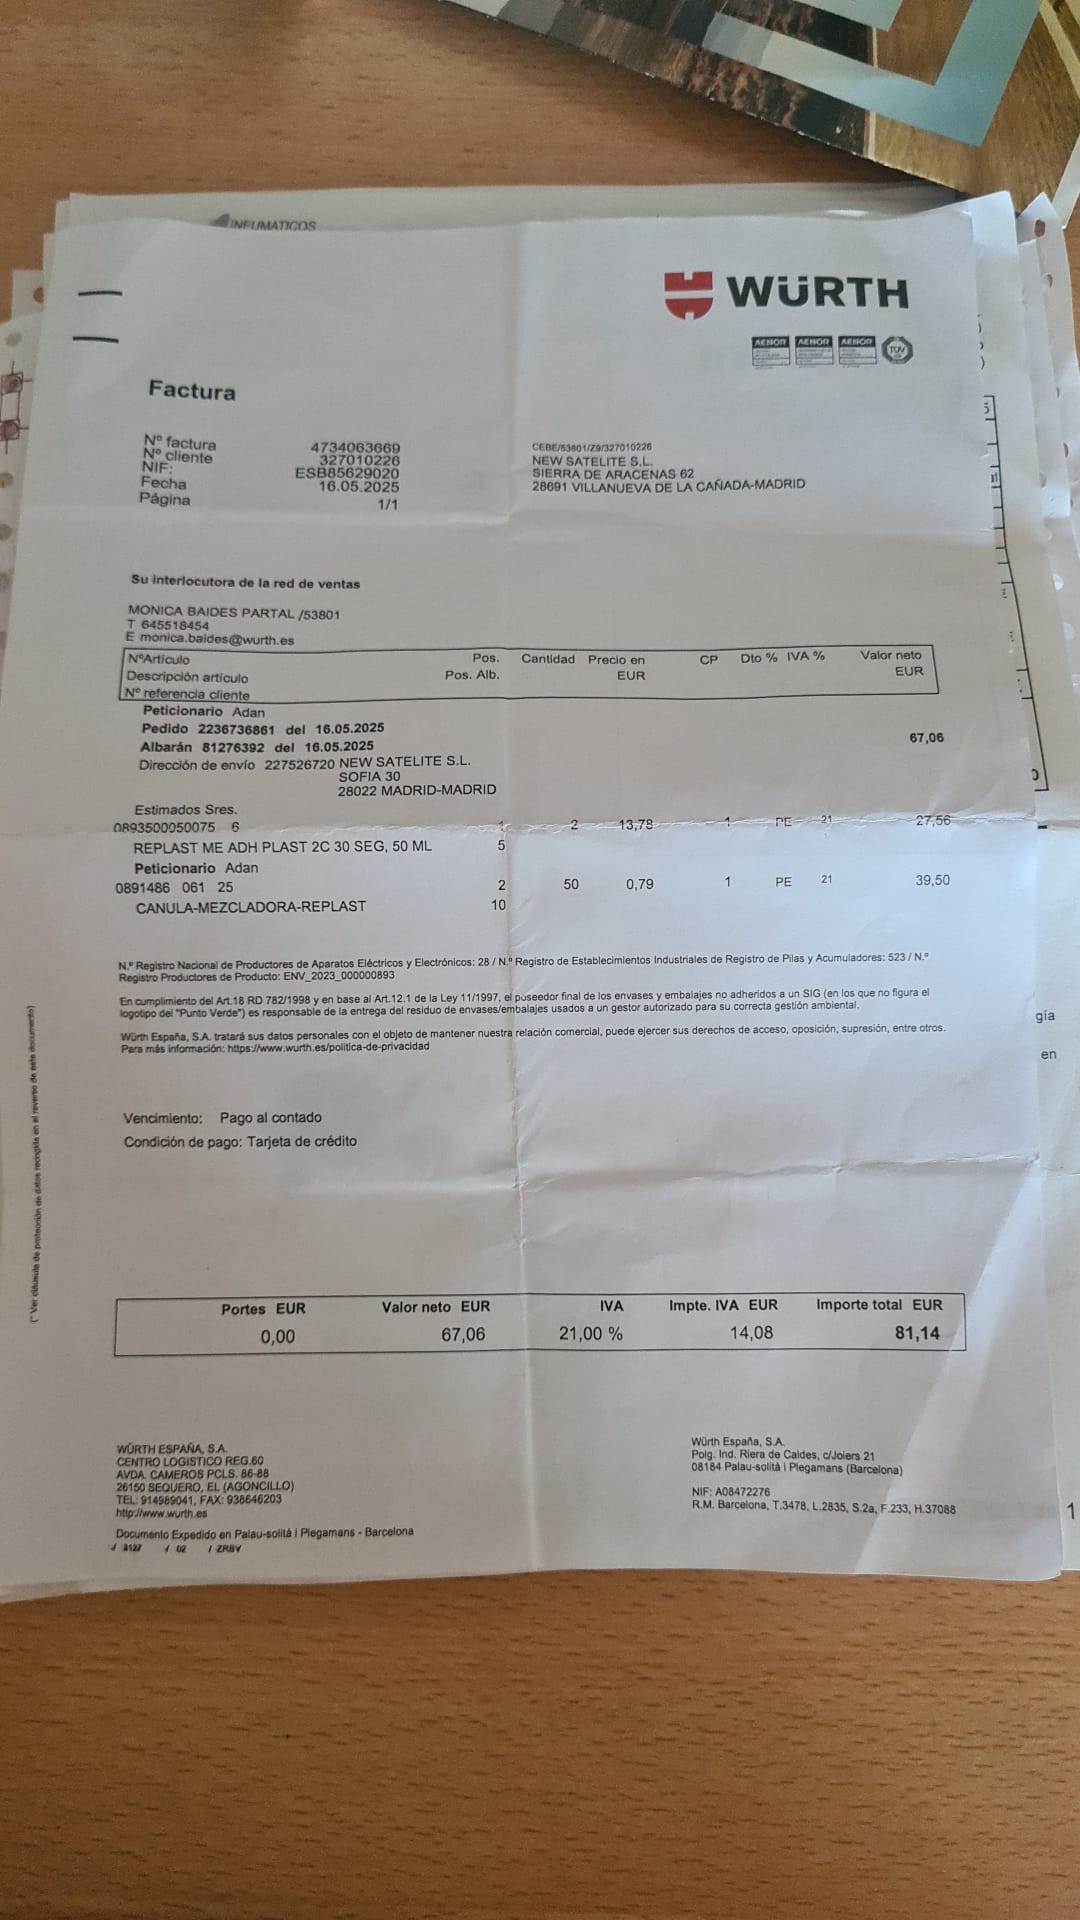 NEUMATICOS
WÜRTH
AENOR AENOR AENOR TÜV
Factura
Nº factura 4734063669
Nº cliente 327010226
NIF: ESB85629020
Fecha 16.05.2025
Página 1/1
CEBE/53801/Z9/327010226
NEW SATELITE S.L.
SIERRA DE ARACENAS 62
28691 VILLANUEVA DE LA CAÑADA-MADRID
Su interlocutora de la red de ventas
MONICA BAIDES PARTAL /53801
T 645518454
E monica.baides@wurth.es
NºArtículo Pos. Cantidad Precio en CP Dto % IVA % Valor neto
Descripción artículo Pos. Alb. EUR EUR
Nº referencia cliente
Peticionario Adan
Pedido 2236736861 del 16.05.2025
Albarán 81276392 del 16.05.2025 67,06
Dirección de envío 227526720 NEW SATELITE S.L.
SOFIA 30
28022 MADRID-MADRID
Estimados Sres.
0893500050075 6 1 2 13,78 1 PE 21 27,56
REPLAST ME ADH PLAST 2C 30 SEG, 50 ML 5
Peticionario Adan
0891486 061 25 2 50 0,79 1 PE 21 39,50
CANULA-MEZCLADORA-REPLAST 10
N.º Registro Nacional de Productores de Aparatos Eléctricos y Electrónicos: 28 / N.º Registro de Establecimientos Industriales de Registro de Pilas y Acumuladores: 523 / N.º
Registro Productores de Producto: ENV_2023_000000893
En cumplimiento del Art.18 RD 782/1998 y en base al Art.12.1 de la Ley 11/1997, el poseedor final de los envases y embalajes no adheridos a un SIG (en los que no figura el
logotipo del "Punto Verde") es responsable de la entrega del residuo de envases/embalajes usados a un gestor autorizado para su correcta gestión ambiental.
Würth España, S.A. tratará sus datos personales con el objeto de mantener nuestra relación comercial, puede ejercer sus derechos de acceso, oposición, supresión, entre otros.
Para más información: https://www.wurth.es/politica-de-privacidad
gía
en
(* Ver cláusula de protección de datos recogida en el reverso de este documento)
Vencimiento: Pago al contado
Condición de pago: Tarjeta de crédito
Portes EUR Valor neto EUR IVA Impte. IVA EUR Importe total EUR
0,00 67,06 21,00 % 14,08 81,14
WÜRTH ESPAÑA, S.A.
CENTRO LOGISTICO REG.60
AVDA. CAMEROS PCLS. 86-88
26150 SEQUERO, EL (AGONCILLO)
TEL: 914989041, FAX: 938646203
http://www.wurth.es
Documento Expedido en Palau-solità i Plegamans - Barcelona
/ 8127 / 02 / ZRBV
Würth España, S.A.
Polg. Ind. Riera de Caldes, c/Joiers 21
08184 Palau-solità i Plegamans (Barcelona)
NIF: A08472276
R.M. Barcelona, T.3478, L.2835, S.2a, F.233, H.37088
1